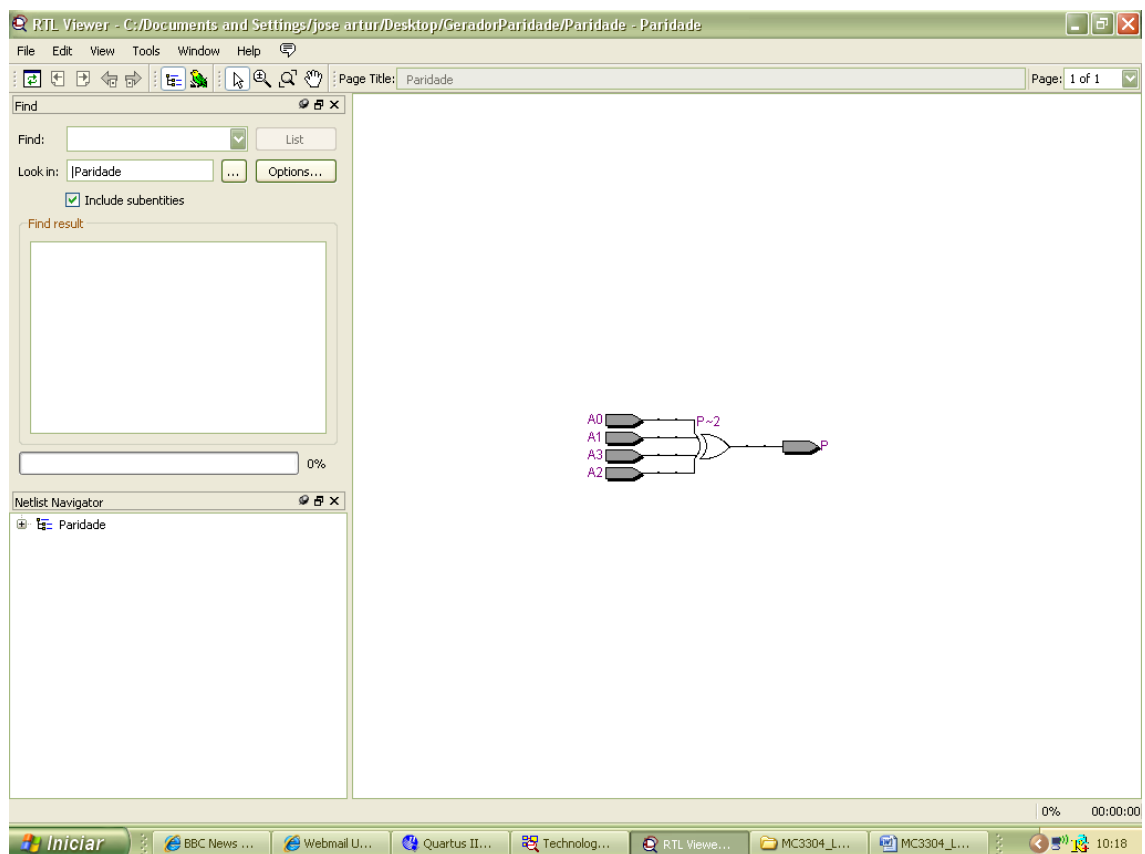 RTL Viewer - C:/Documents and Settings/jose artur/Desktop/GeradorParidade/Paridade - Paridade
File Edit View Tools Window Help
Page Title: Paridade
Page: 1 of 1
Find
Find:
List
Look in: |Paridade
...
Options...
Include subentities
Find result
0%
Netlist Navigator
Paridade
A0
P~2
A1
P
A3
A2
0% 00:00:00
Iniciar
BBC News ...
Webmail U...
Quartus II...
Technolog...
RTL Viewe...
MC3304_L...
MC3304_L...
10:18